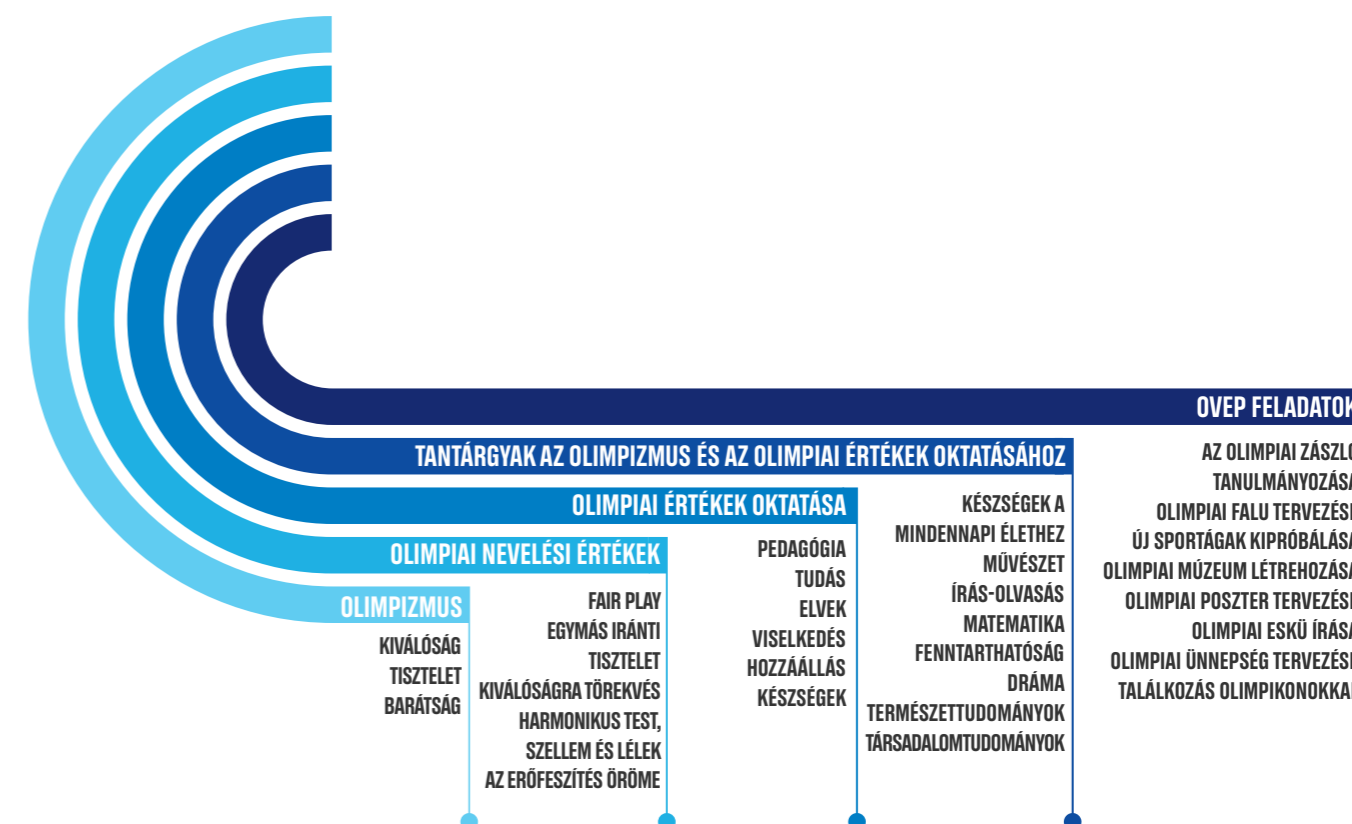 OVEP FELADATOK
AZ OLIMPIAI ZÁSZLÓ
TANULMÁNYOZÁSA
OLIMPIAI FALU TERVEZÉSE
ÚJ SPORTÁGAK KIPRÓBÁLÁSA
OLIMPIAI MÚZEUM LÉTREHOZÁSA
OLIMPIAI POSZTER TERVEZÉSE
OLIMPIAI ESKÜ ÍRÁSA
OLIMPIAI ÜNNEPSÉG TERVEZÉSE
TALÁLKOZÁS OLIMPIKONOKKAL
TANTÁRGYAK AZ OLIMPIZMUS ÉS AZ OLIMPIAI ÉRTÉKEK OKTATÁSÁHOZ
KÉSZSÉGEK A
MINDENNAPI ÉLETHEZ
MŰVÉSZET
ÍRÁS-OLVASÁS
MATEMATIKA
FENNTARTHATÓSÁG
DRÁMA
TERMÉSZETTUDOMÁNYOK
TÁRSADALOMTUDOMÁNYOK
OLIMPIAI ÉRTÉKEK OKTATÁSA
PEDAGÓGIA
TUDÁS
ELVEK
VISELKEDÉS
HOZZÁÁLLÁS
KÉSZSÉGEK
OLIMPIAI NEVELÉSI ÉRTÉKEK
FAIR PLAY
EGYMÁS IRÁNTI
TISZTELET
KIVÁLÓSÁGRA TÖREKVÉS
HARMONIKUS TEST,
SZELLEM ÉS LÉLEK
AZ ERŐFESZÍTÉS ÖRÖME
OLIMPIZMUS
KIVÁLÓSÁG
TISZTELET
BARÁTSÁG